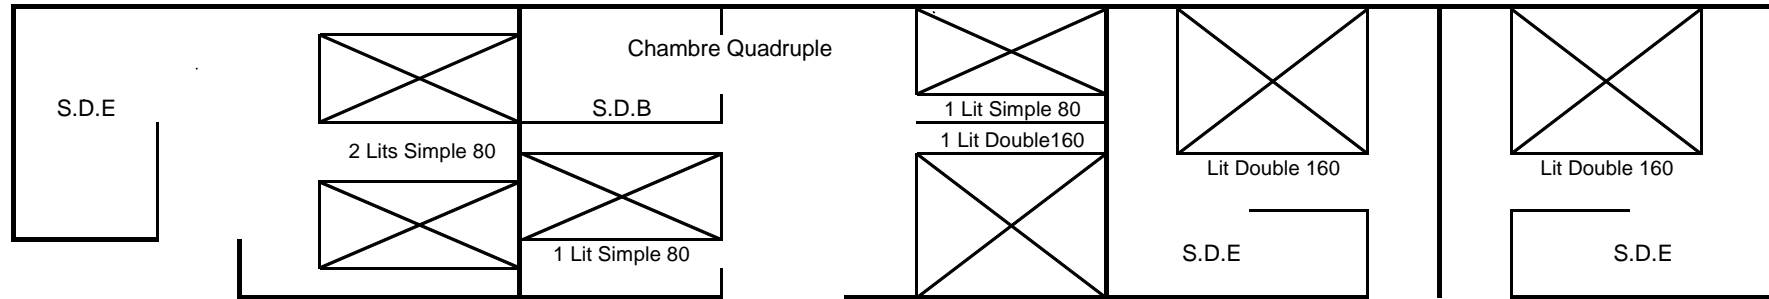 S.D.E
2 Lits Simple 80
Chambre Quadruple
S.D.B
1 Lit Simple 80
1 Lit Simple 80
1 Lit Double160
Lit Double 160
S.D.E
Lit Double 160
S.D.E